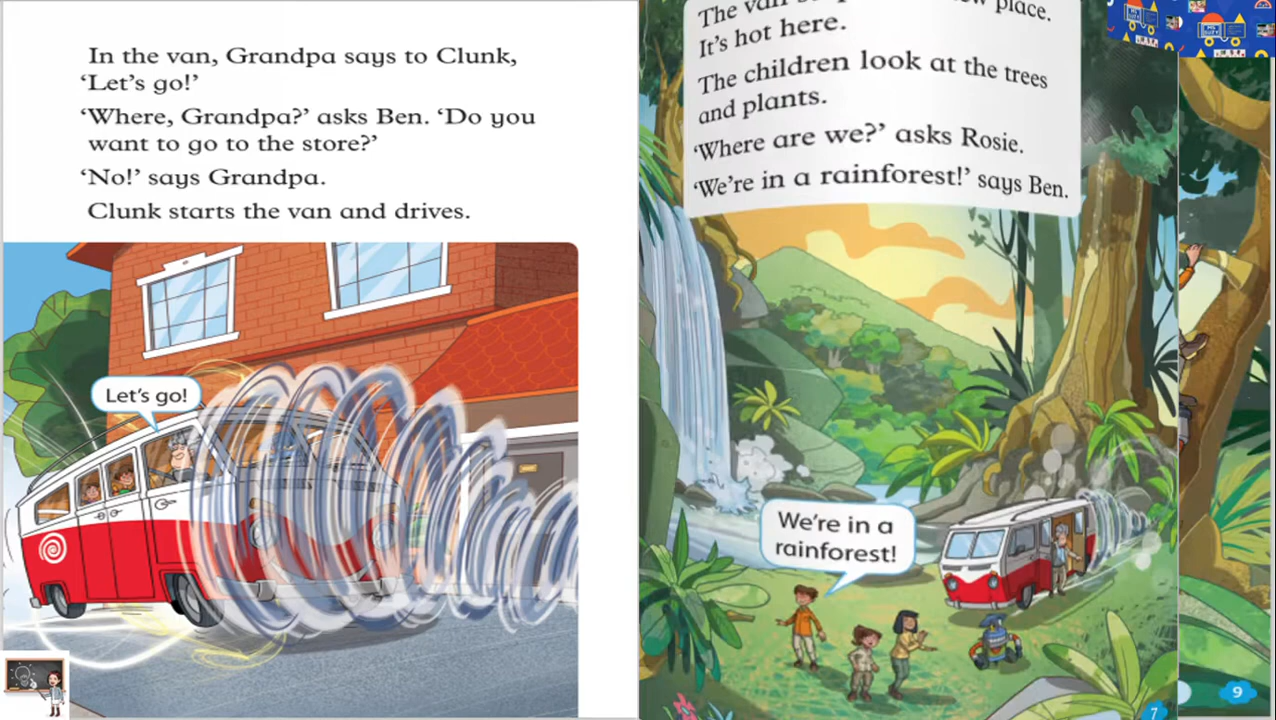 In the van, Grandpa says to Clunk,
‘Let’s go!’
‘Where, Grandpa?’ asks Ben. ‘Do you
want to go to the store?’
‘No!’ says Grandpa.
Clunk starts the van and drives.
Let’s go!
The van place.
It’s hot here.
The children look at the trees
and plants.
‘Where are we?’ asks Rosie.
‘We’re in a rainforest!’ says Ben.
We’re in a
rainforest!
7
9